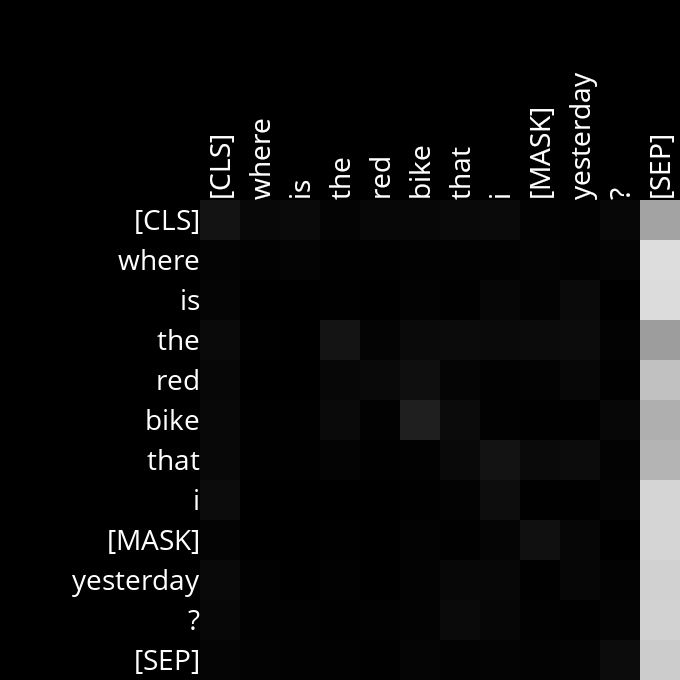 [CLS] where is the red bike that i [MASK] yesterday ? [SEP]
[CLS]
where
is
the
red
bike
that
i
[MASK]
yesterday
?
[SEP]